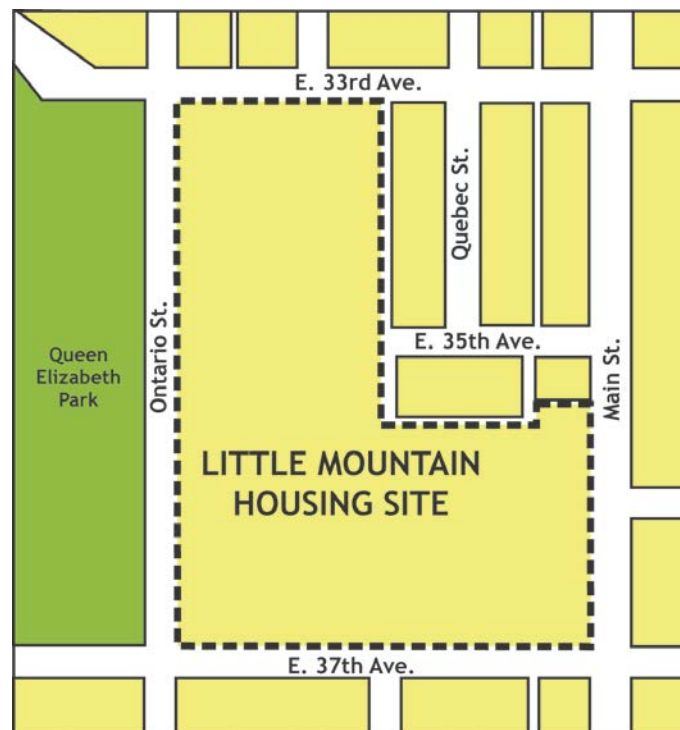 E. 33rd Ave.
Quebec St.
E. 35th Ave.
Queen
Elizabeth
Park
Ontario St.
Main St.
LITTLE MOUNTAIN
HOUSING SITE
E. 37th Ave.